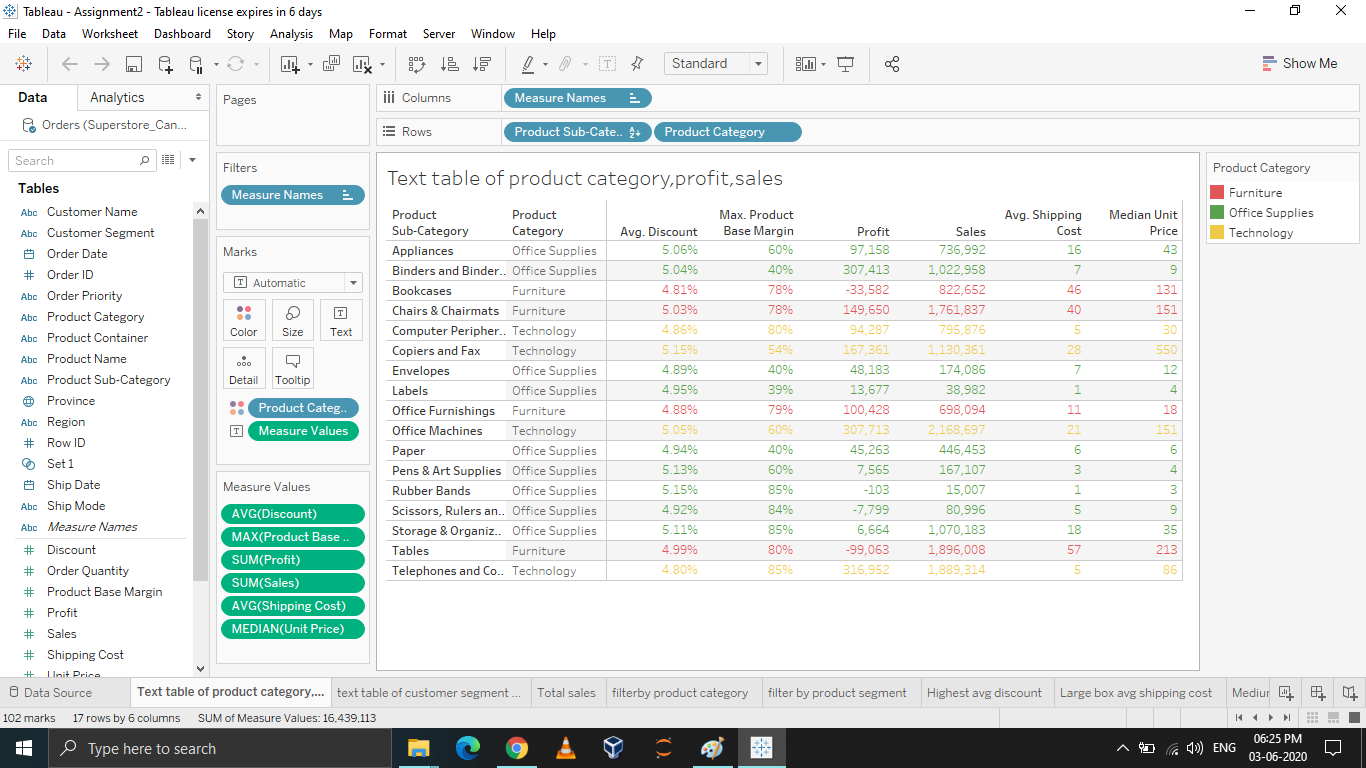 Tableau - Assignment2 - Tableau license expires in 6 days
File Data Worksheet Dashboard Story Analysis Map Format Server Window Help
Standard
Show Me
Data Analytics
Orders (Superstore_Can...
Search
Tables
Abc Customer Name
Abc Customer Segment
Order Date
# Order ID
Abc Order Priority
Abc Product Category
Abc Product Container
Abc Product Name
Abc Product Sub-Category
Province
Abc Region
# Row ID
Set 1
Ship Date
Abc Ship Mode
Abc Measure Names
# Discount
# Order Quantity
# Product Base Margin
# Profit
# Sales
# Shipping Cost
# Unit Price
Pages
Filters
Measure Names
Marks
T Automatic
Color Size Text
Detail Tooltip
Product Categ..
T Measure Values
Measure Values
AVG(Discount)
MAX(Product Base ..
SUM(Profit)
SUM(Sales)
AVG(Shipping Cost)
MEDIAN(Unit Price)
Columns Measure Names
Rows Product Sub-Cate.. Product Category
Text table of product category,profit,sales
Product Product Max. Product Avg. Shipping Median Unit
Sub-Category Category Avg. Discount Base Margin Profit Sales Cost Price
Appliances Office Supplies 5.06% 60% 97,158 736,992 16 43
Binders and Binder.. Office Supplies 5.04% 40% 307,413 1,022,958 7 9
Bookcases Furniture 4.81% 78% -33,582 822,652 46 131
Chairs & Chairmats Furniture 5.03% 78% 149,650 1,761,837 40 151
Computer Peripher.. Technology 4.86% 80% 94,287 795,876 5 30
Copiers and Fax Technology 5.15% 54% 167,361 1,130,361 28 550
Envelopes Office Supplies 4.89% 40% 48,183 174,086 7 12
Labels Office Supplies 4.95% 39% 13,677 38,982 1 4
Office Furnishings Furniture 4.88% 79% 100,428 698,094 11 18
Office Machines Technology 5.05% 60% 307,713 2,168,697 21 151
Paper Office Supplies 4.94% 40% 45,263 446,453 6 6
Pens & Art Supplies Office Supplies 5.13% 60% 7,565 167,107 3 4
Rubber Bands Office Supplies 5.15% 85% -103 15,007 1 3
Scissors, Rulers an.. Office Supplies 4.92% 84% -7,799 80,996 5 9
Storage & Organiz.. Office Supplies 5.11% 85% 6,664 1,070,183 18 35
Tables Furniture 4.99% 80% -99,063 1,896,008 57 213
Telephones and Co.. Technology 4.80% 85% 316,952 1,889,314 5 86
Product Category
Furniture
Office Supplies
Technology
Data Source Text table of product category,... text table of customer segment ... Total sales filterby product category filter by product segment Highest avg discount Large box avg shipping cost Mediur
102 marks 17 rows by 6 columns SUM of Measure Values: 16,439,113
Type here to search
ENG
06:25 PM
03-06-2020